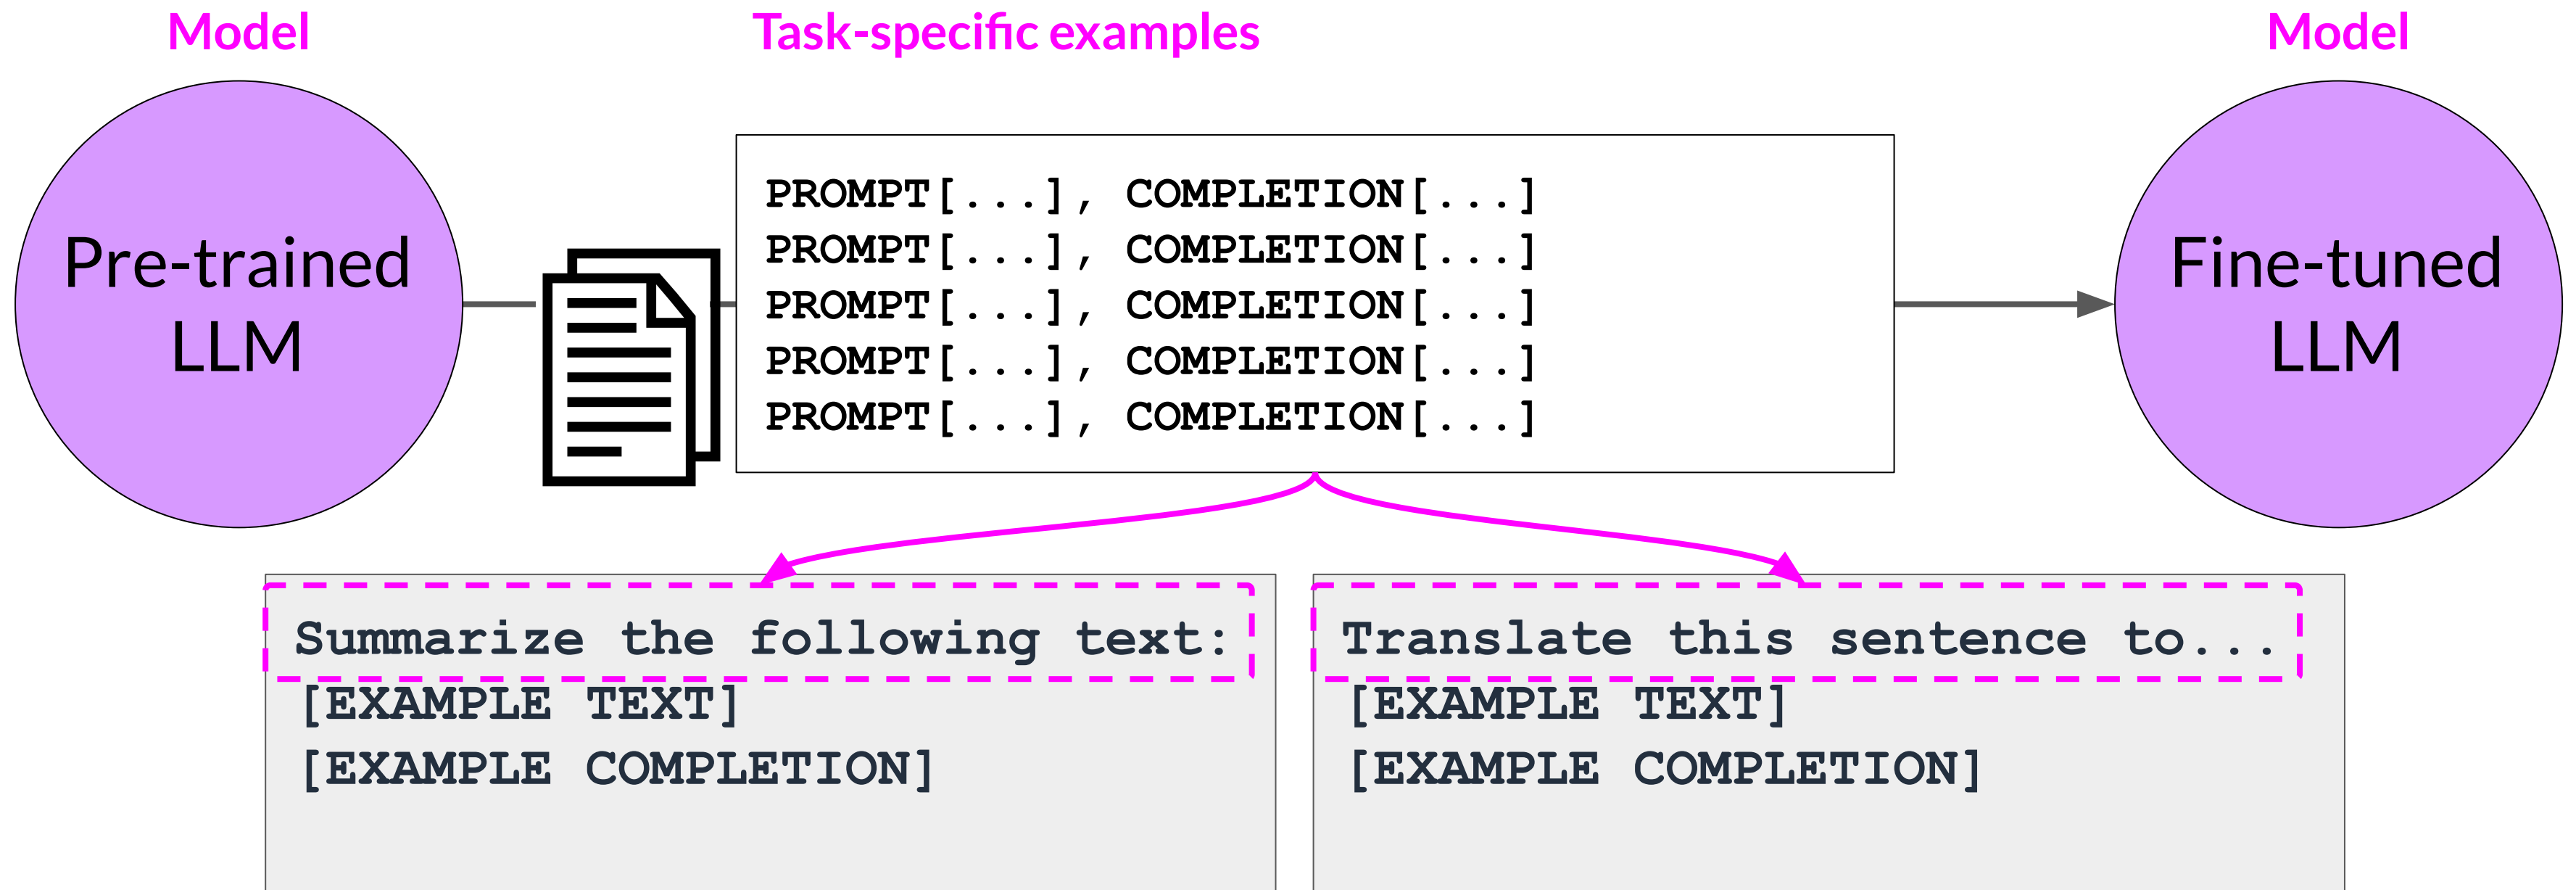 Model
Task-specific examples
Model
Pre-trained
LLM
PROMPT[...], COMPLETION[...]
PROMPT[...], COMPLETION[...]
PROMPT[...], COMPLETION[...]
PROMPT[...], COMPLETION[...]
PROMPT[...], COMPLETION[...]
Fine-tuned
LLM
Summarize the following text:
[EXAMPLE TEXT]
[EXAMPLE COMPLETION]
Translate this sentence to...
[EXAMPLE TEXT]
[EXAMPLE COMPLETION]